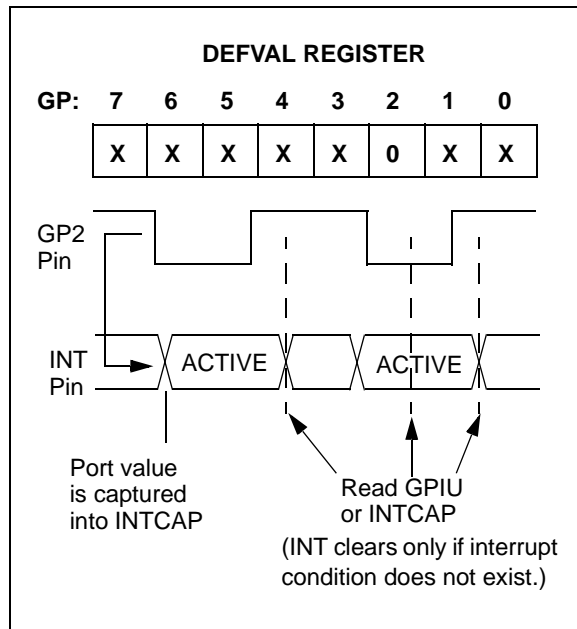 DEFVAL REGISTER
GP: 7 6 5 4 3 2 1 0
X X X X X 0 X X
GP2
Pin
INT
Pin
ACTIVE ACTIVE
Port value
is captured
into INTCAP
Read GPIU
or INTCAP
(INT clears only if interrupt
condition does not exist.)